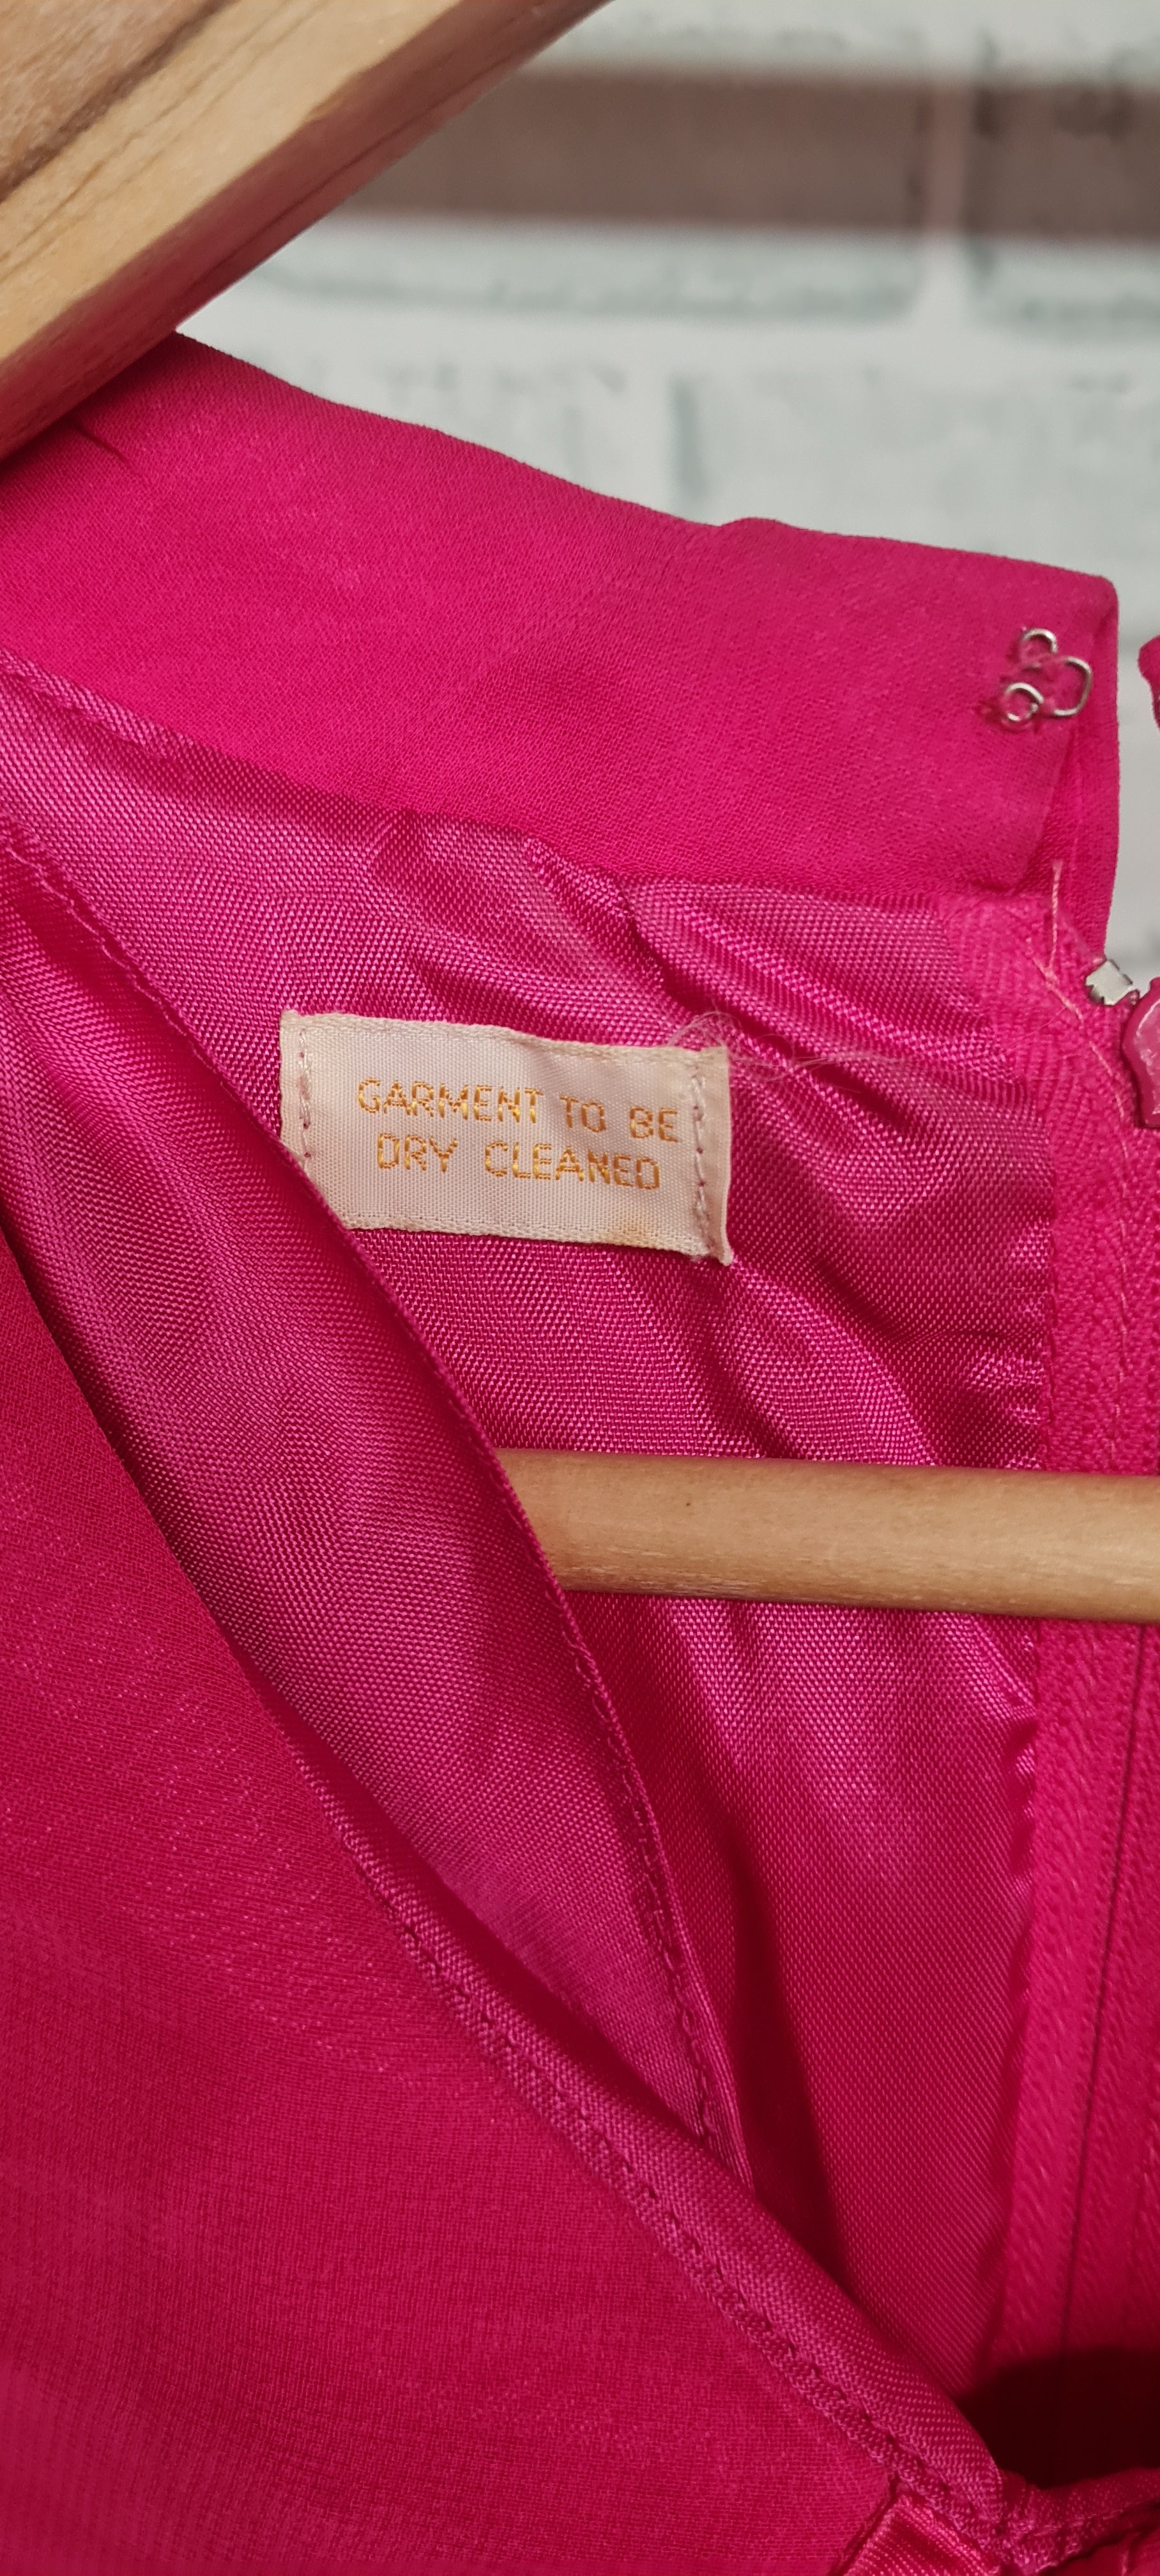 GARMENT TO BE
DRY CLEANED